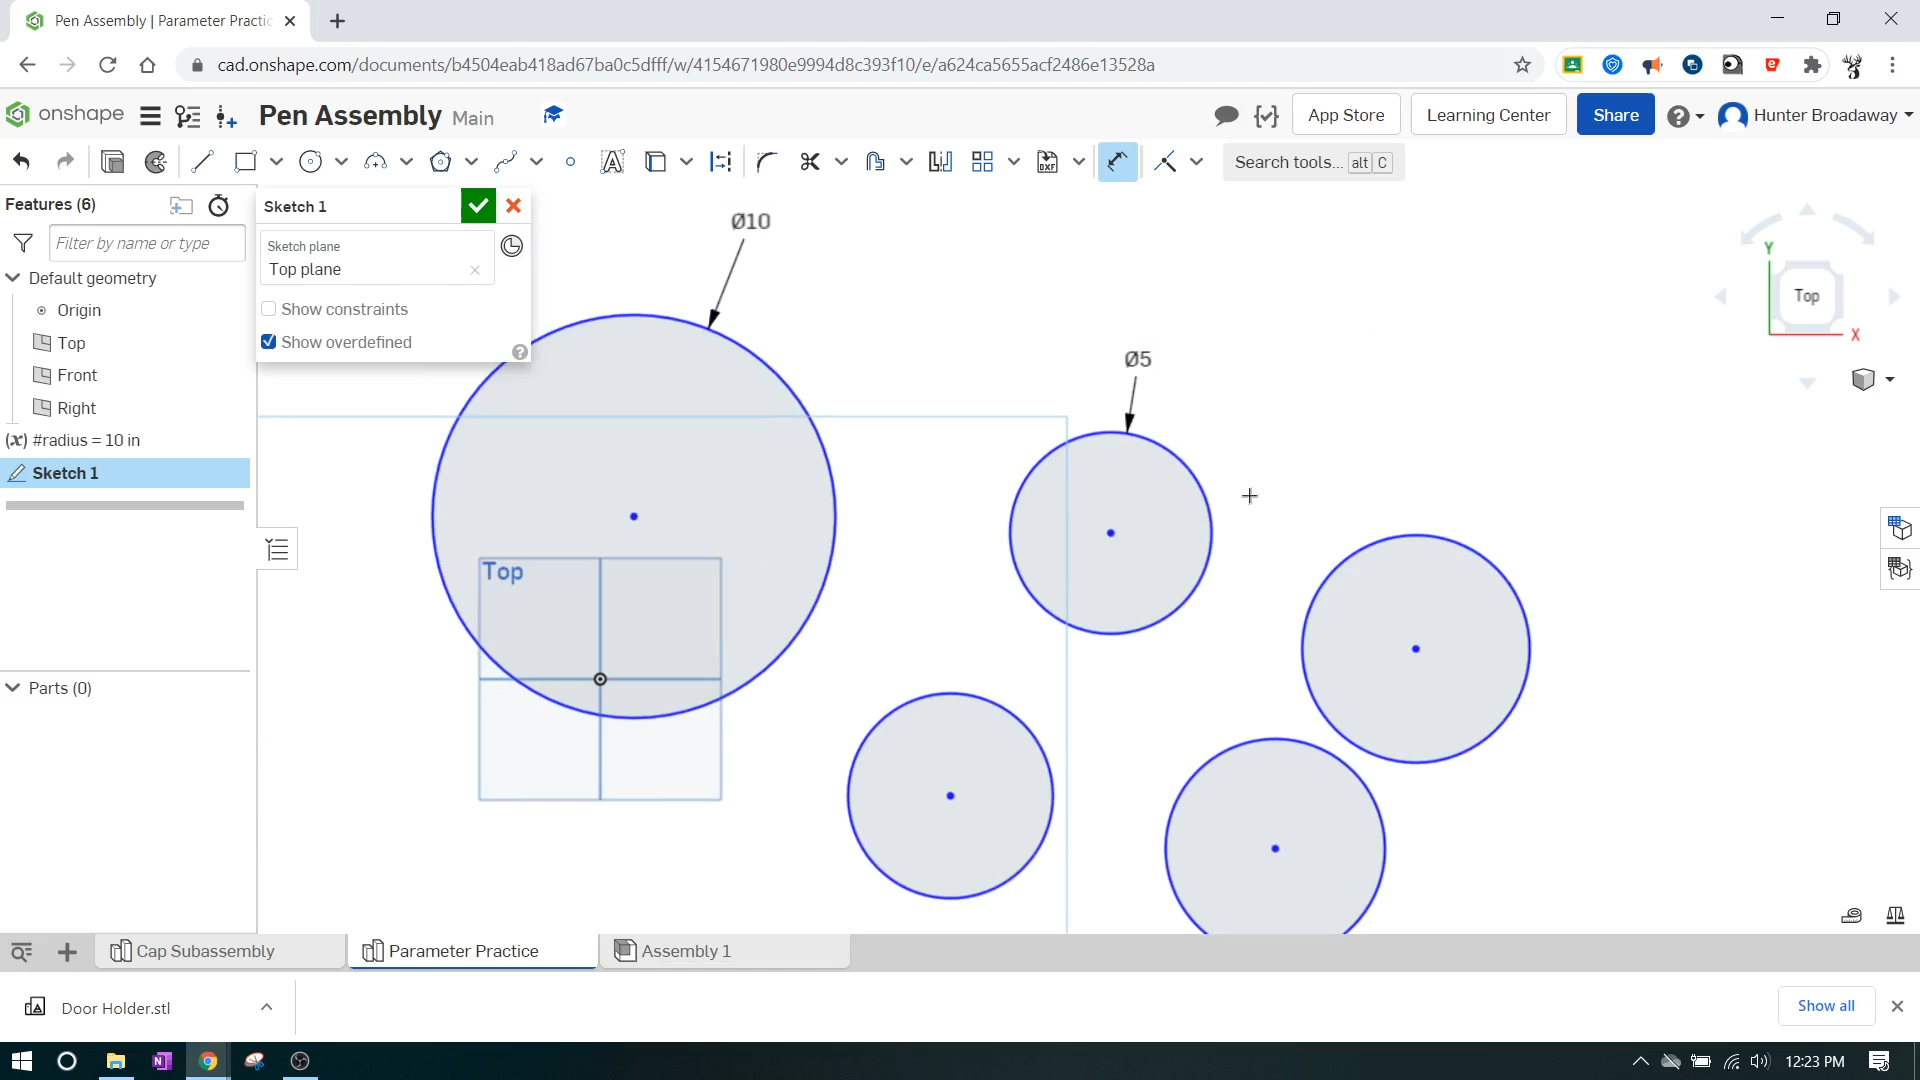 Pen Assembly | Parameter Practic
cad.onshape.com/documents/b4504eab418ad67ba0c5dfff/w/4154671980e9994d8c393f10/e/a624ca5655acf2486e13528a
onshape
Pen Assembly Main
App Store
Learning Center
Share
Hunter Broadaway
Search tools... alt C
Features (6)
Filter by name or type
Default geometry
Origin
Top
Front
Right
(x) #radius = 10 in
Sketch 1
Parts (0)
Sketch 1
Sketch plane
Top plane
Show constraints
Show overdefined
Ø10
Ø5
Top
Y
Top
X
Cap Subassembly
Parameter Practice
Assembly 1
Door Holder.stl
Show all
12:23 PM